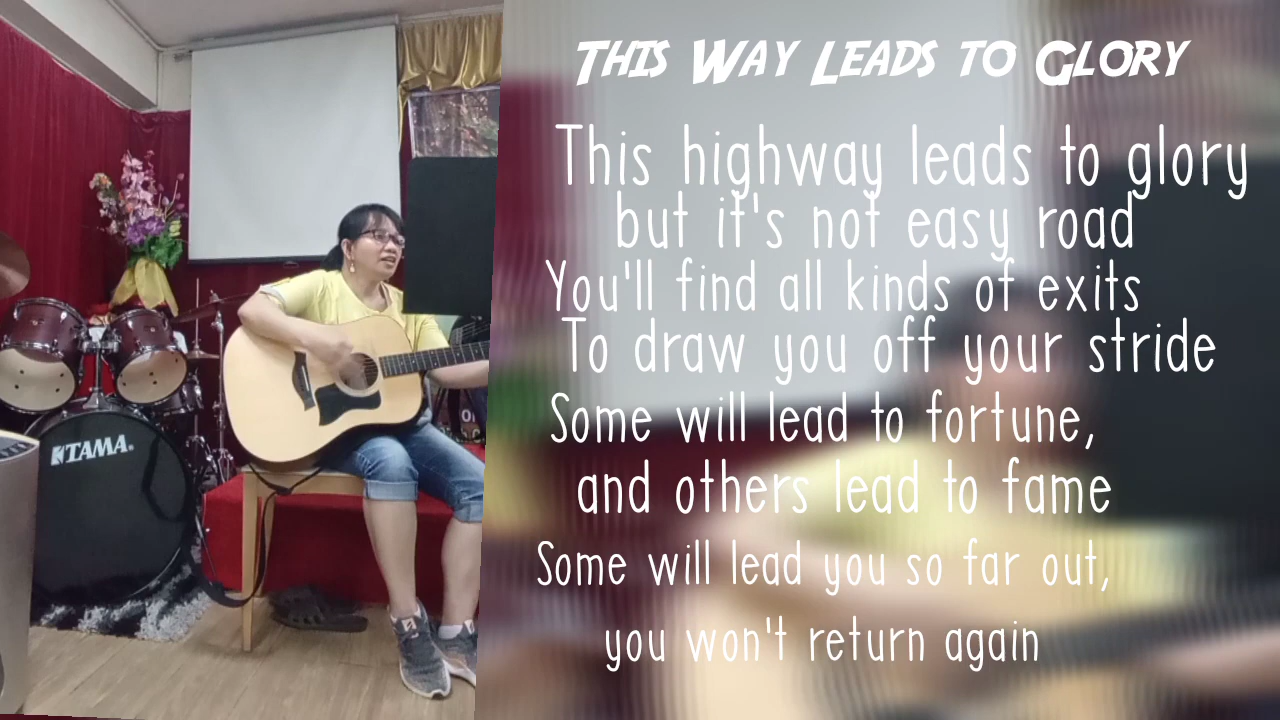 This Way Leads to Glory
This highway leads to glory
but it's not easy road
You'll find all kinds of exits
To draw you off your stride
Some will lead to fortune,
and others lead to fame
Some will lead you so far out,
you won't return again
TAMA